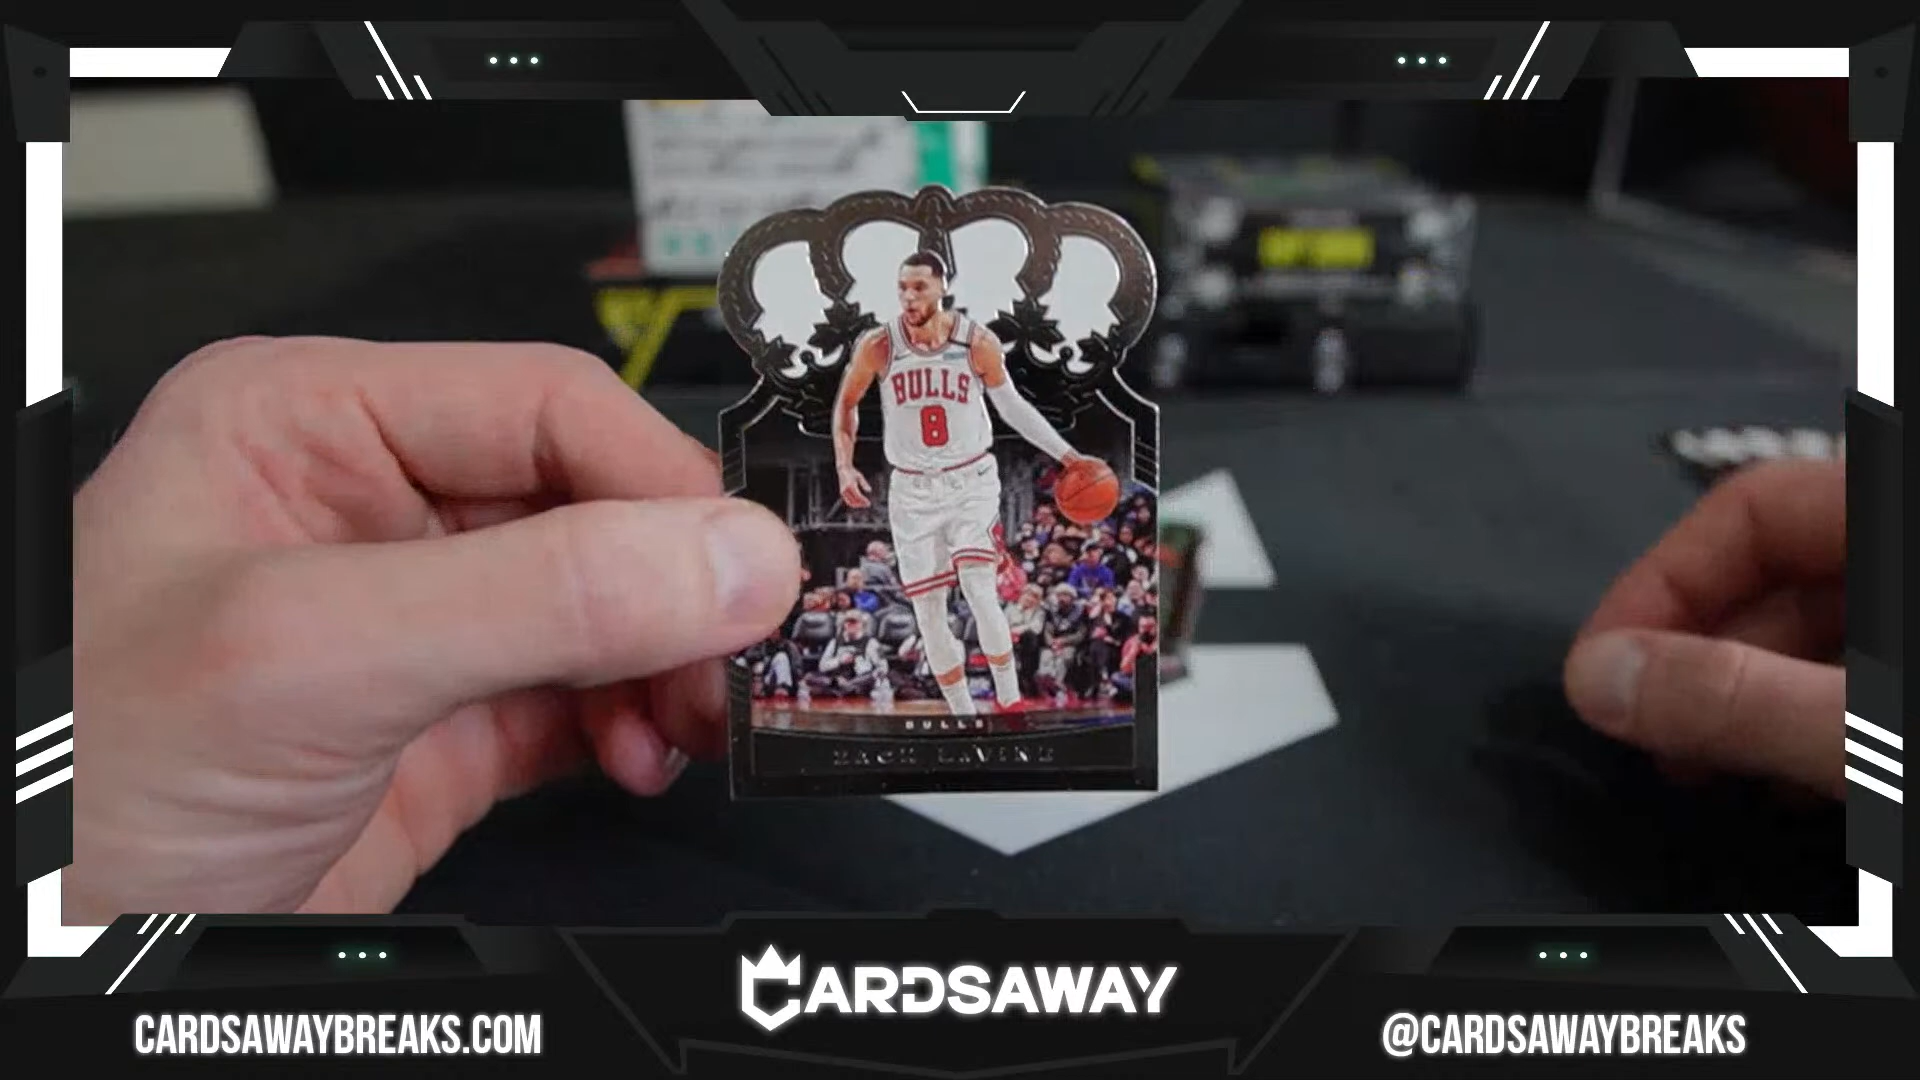 BULLS
8
BULLS
ZACH LAVINE
CARDSAWAY
CARDSAWAYBREAKS.COM
@CARDSAWAYBREAKS